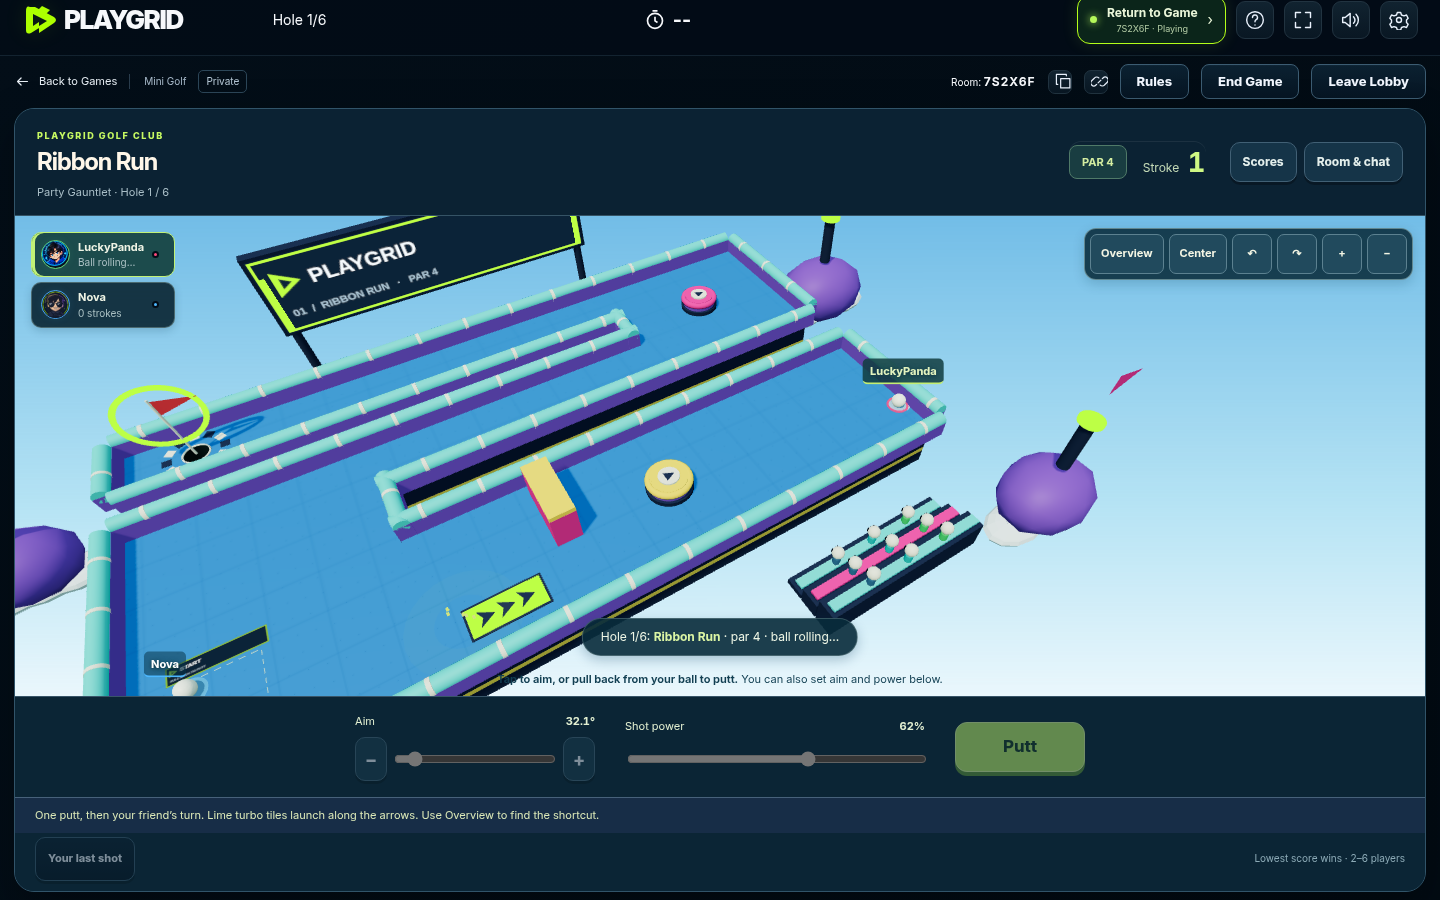 PLAYGRID
Hole 1/6
--
Return to Game
7S2X6F · Playing
›
Back to Games
Mini Golf
Private
Room: 7S2X6F
Rules
End Game
Leave Lobby
PLAYGRID GOLF CLUB
Ribbon Run
Party Gauntlet · Hole 1 / 6
PAR 4
Stroke 1
Scores
Room & chat
LuckyPanda
Ball rolling...
Nova
0 strokes
PLAYGRID
01 / RIBBON RUN · PAR 4
Overview
Center
↶
↷
+
−
LuckyPanda
START
Nova
Hole 1/6: Ribbon Run · par 4 · ball rolling...
to aim, or pull back from your ball to putt. You can also set aim and power below.
Aim
32.1°
−
+
Shot power
62%
Putt
One putt, then your friend’s turn. Lime turbo tiles launch along the arrows. Use Overview to find the shortcut.
Your last shot
Lowest score wins · 2–6 players